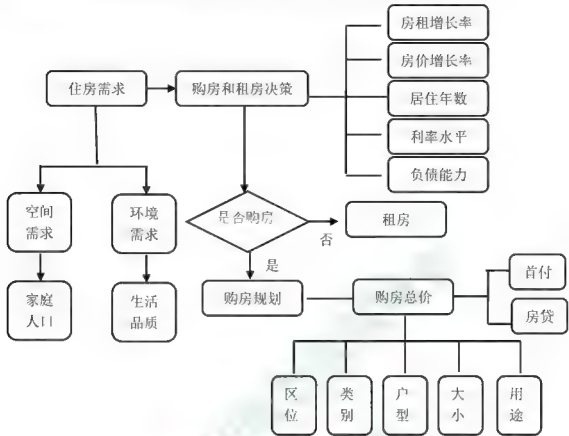 房租增长率
房价增长率
住房需求
购房和租房决策
居住年数
利率水平
负债能力
空间
需求
环境
需求
是否购房
租房
否
是
家庭
人口
生活
品质
购房规划
购房总价
首付
房贷
区
位
类
别
户
型
大
小
用
途